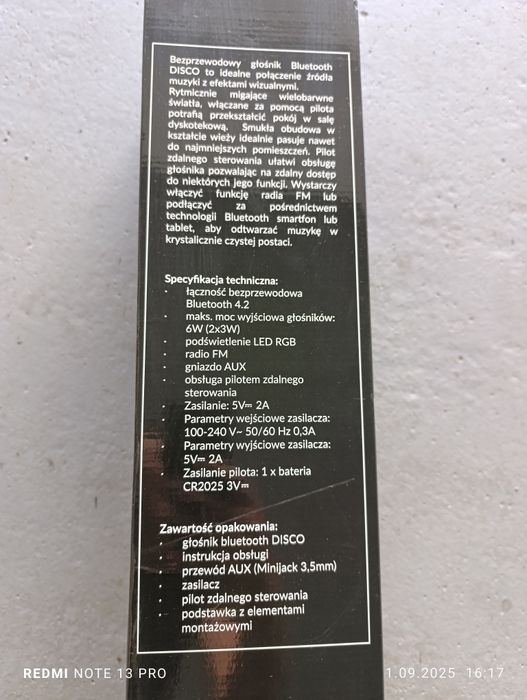 Bezprzewodowy głośnik Bluetooth
DISCO to idealne połączenie źródła
muzyki z efektami wizualnymi.
Rytmicznie migające wielobarwne
światła, włączane za pomocą pilota
potrafią przekształcić pokój w salę
dyskotekową. Smukła obudowa w
kształcie wieży idealnie pasuje nawet
do najmniejszych pomieszczeń. Pilot
zdalnego sterowania ułatwi obsługę
głośnika pozwalając na zdalny dostęp
do niektórych jego funkcji. Wystarczy
włączyć funkcję radia FM lub
podłączyć za pośrednictwem
technologii Bluetooth smartfon lub
tablet, aby odtwarzać muzykę w
krystalicznie czystej postaci.
Specyfikacja techniczna:
· łączność bezprzewodowa
Bluetooth 4.2
· maks. moc wyjściowa głośników:
6W (2x3W)
· podświetlenie LED RGB
· radio FM
· gniazdo AUX
· obsługa pilotem zdalnego
sterowania
· Zasilanie: 5V⎓ 2A
· Parametry wejściowe zasilacza:
100-240 V~ 50/60 Hz 0,3A
· Parametry wyjściowe zasilacza:
5V⎓ 2A
· Zasilanie pilota: 1 x bateria
CR2025 3V⎓
Zawartość opakowania:
· głośnik bluetooth DISCO
· instrukcja obsługi
· przewód AUX (Minijack 3,5mm)
· zasilacz
· pilot zdalnego sterowania
· podstawka z elementami
montażowymi
REDMI NOTE 13 PRO
1.09.2025 16:17